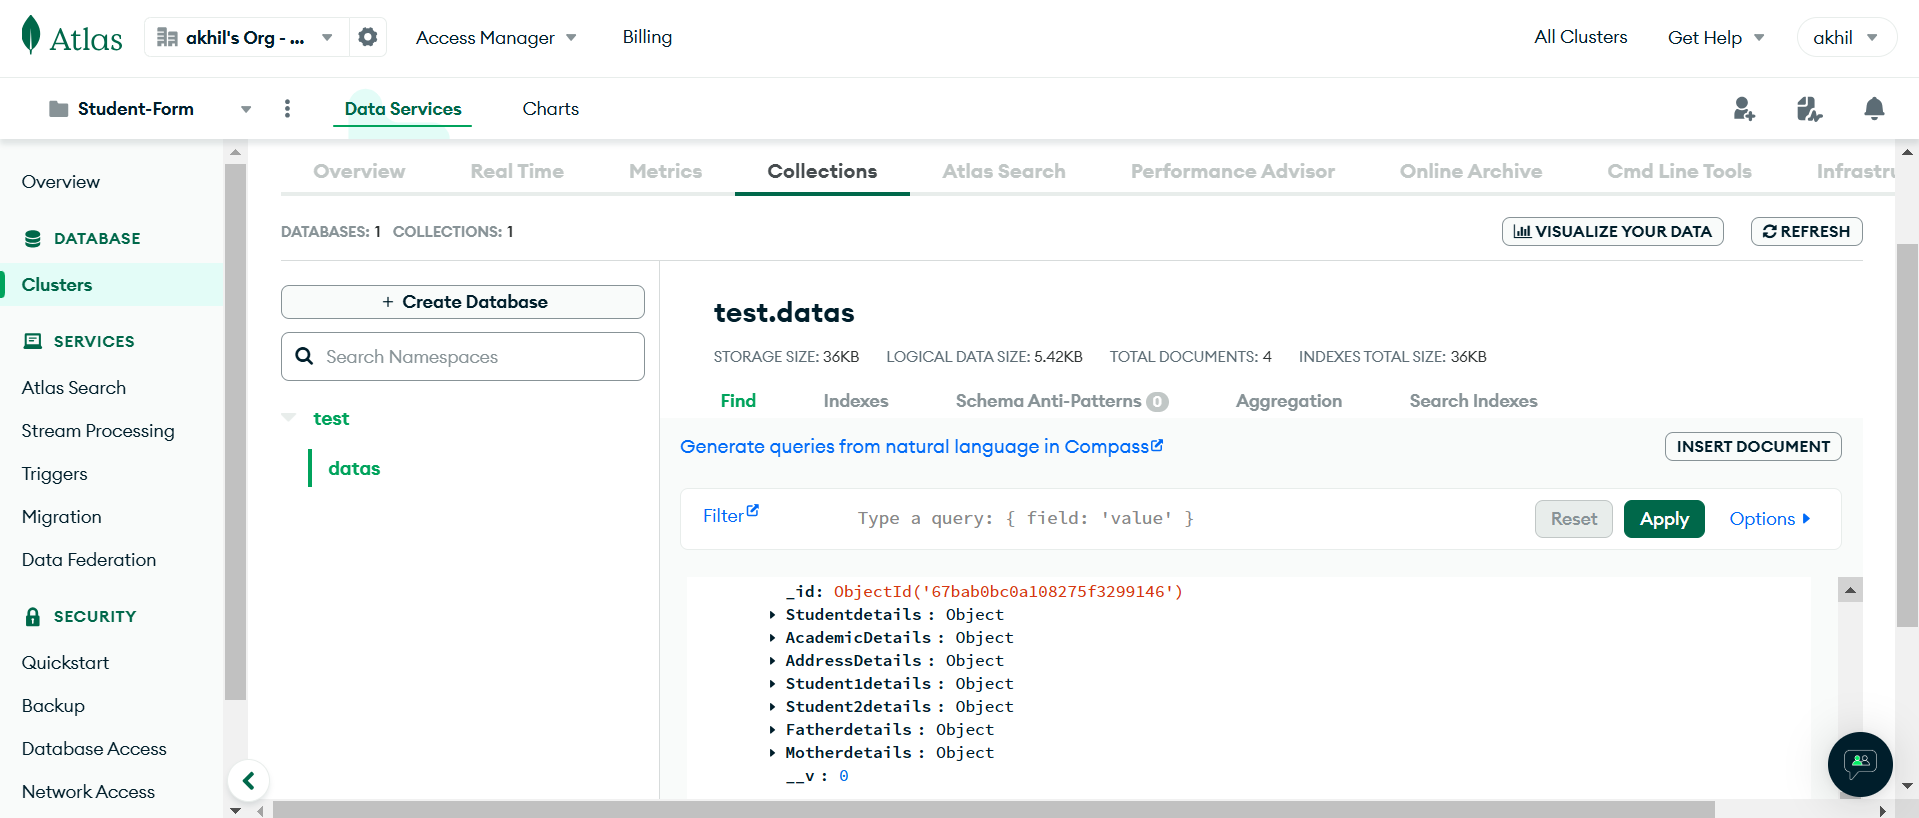 Atlas
akhil's Org - ...
Access Manager
Billing
All Clusters
Get Help
akhil
Student-Form
Data Services
Charts
Overview
DATABASE
Clusters
SERVICES
Atlas Search
Stream Processing
Triggers
Migration
Data Federation
SECURITY
Quickstart
Backup
Database Access
Network Access
Overview
Real Time
Metrics
Collections
Atlas Search
Performance Advisor
Online Archive
Cmd Line Tools
Infrastru
DATABASES: 1 COLLECTIONS: 1
VISUALIZE YOUR DATA
REFRESH
+ Create Database
Search Namespaces
test
datas
test.datas
STORAGE SIZE: 36KB LOGICAL DATA SIZE: 5.42KB TOTAL DOCUMENTS: 4 INDEXES TOTAL SIZE: 36KB
Find
Indexes
Schema Anti-Patterns 0
Aggregation
Search Indexes
Generate queries from natural language in Compass
INSERT DOCUMENT
Filter
Type a query: { field: 'value' }
Reset
Apply
Options
_id: ObjectId('67bab0bc0a108275f3299146')
Studentdetails : Object
AcademicDetails : Object
AddressDetails : Object
Student1details : Object
Student2details : Object
Fatherdetails : Object
Motherdetails : Object
__v : 0